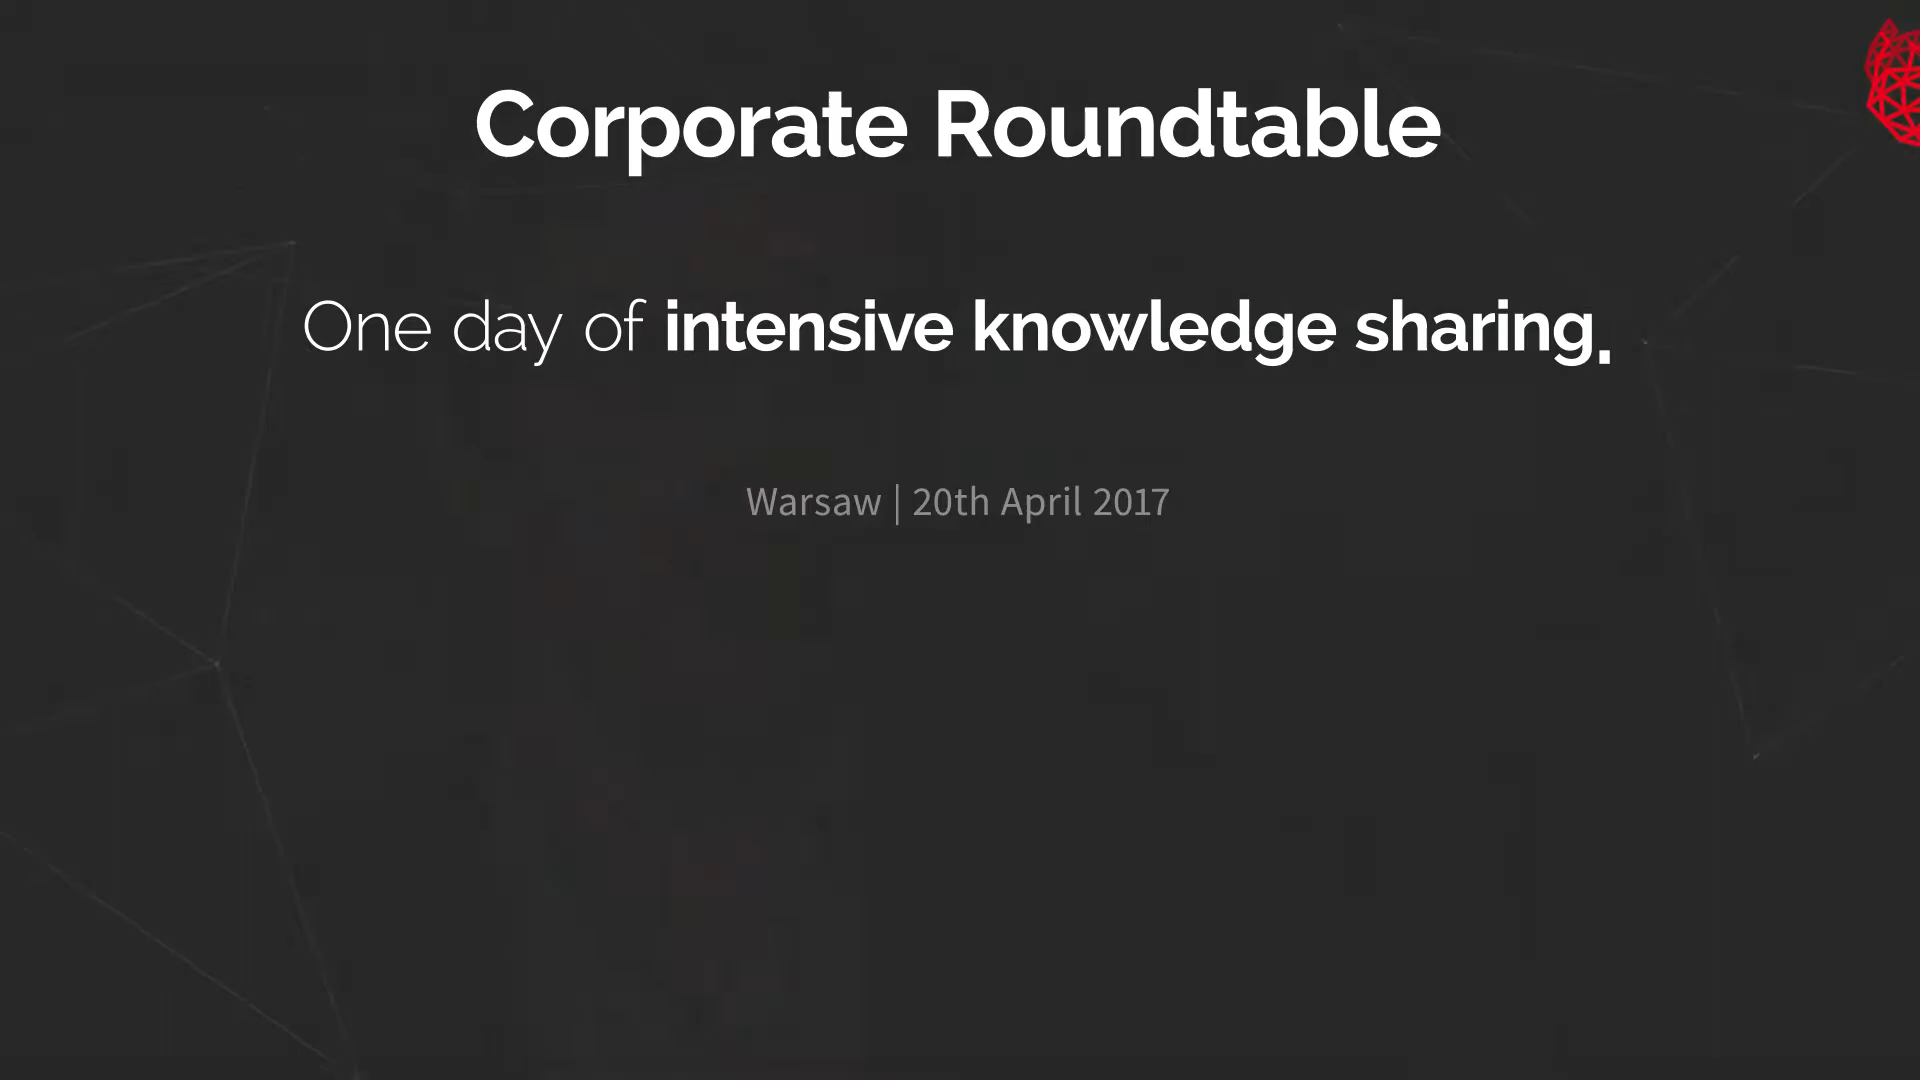 Corporate Roundtable
One day of intensive knowledge sharing.
Warsaw | 20th April 2017